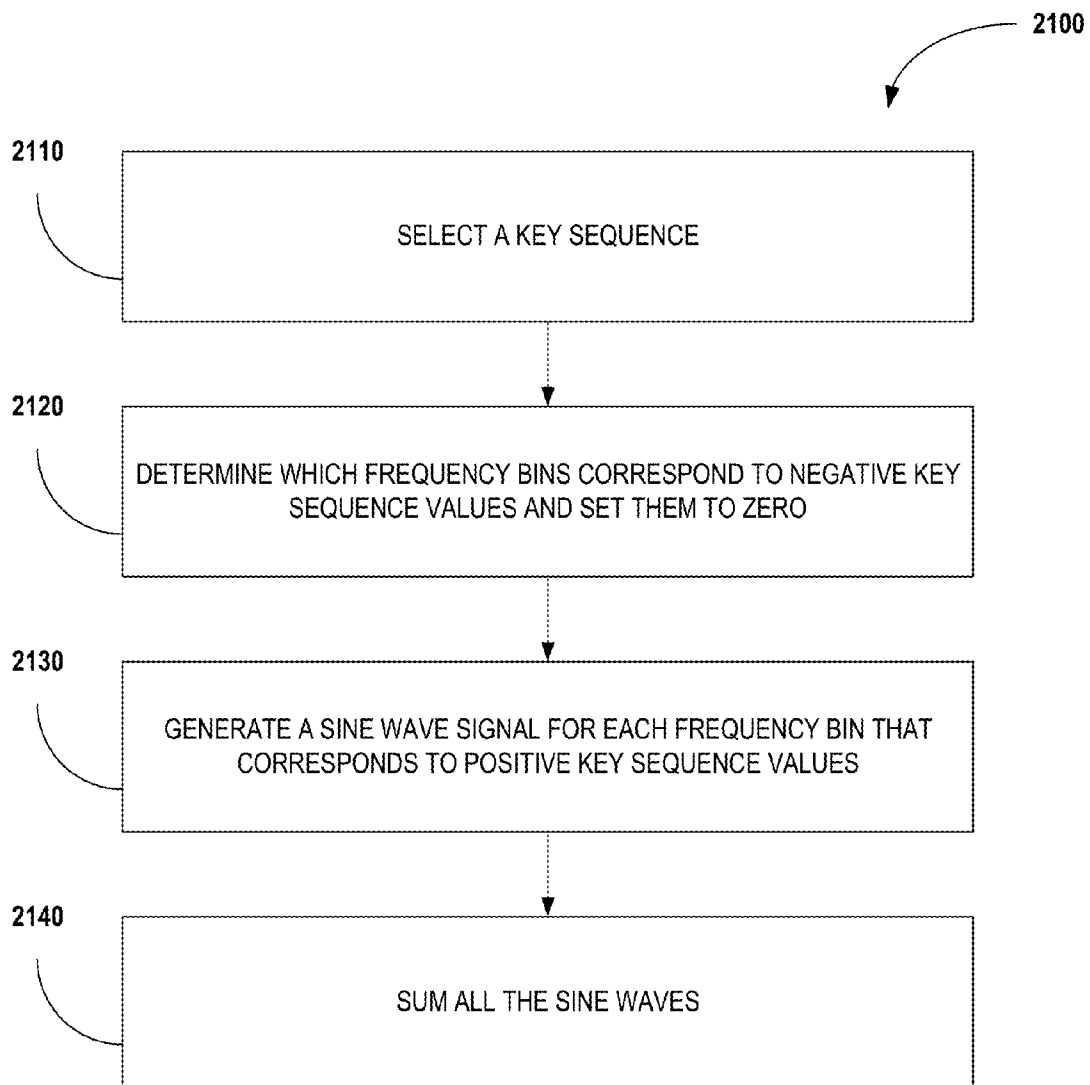 2100
2110
SELECT A KEY SEQUENCE
2120
DETERMINE WHICH FREQUENCY BINS CORRESPOND TO NEGATIVE KEY
SEQUENCE VALUES AND SET THEM TO ZERO
2130
GENERATE A SINE WAVE SIGNAL FOR EACH FREQUENCY BIN THAT
CORRESPONDS TO POSITIVE KEY SEQUENCE VALUES
2140
SUM ALL THE SINE WAVES